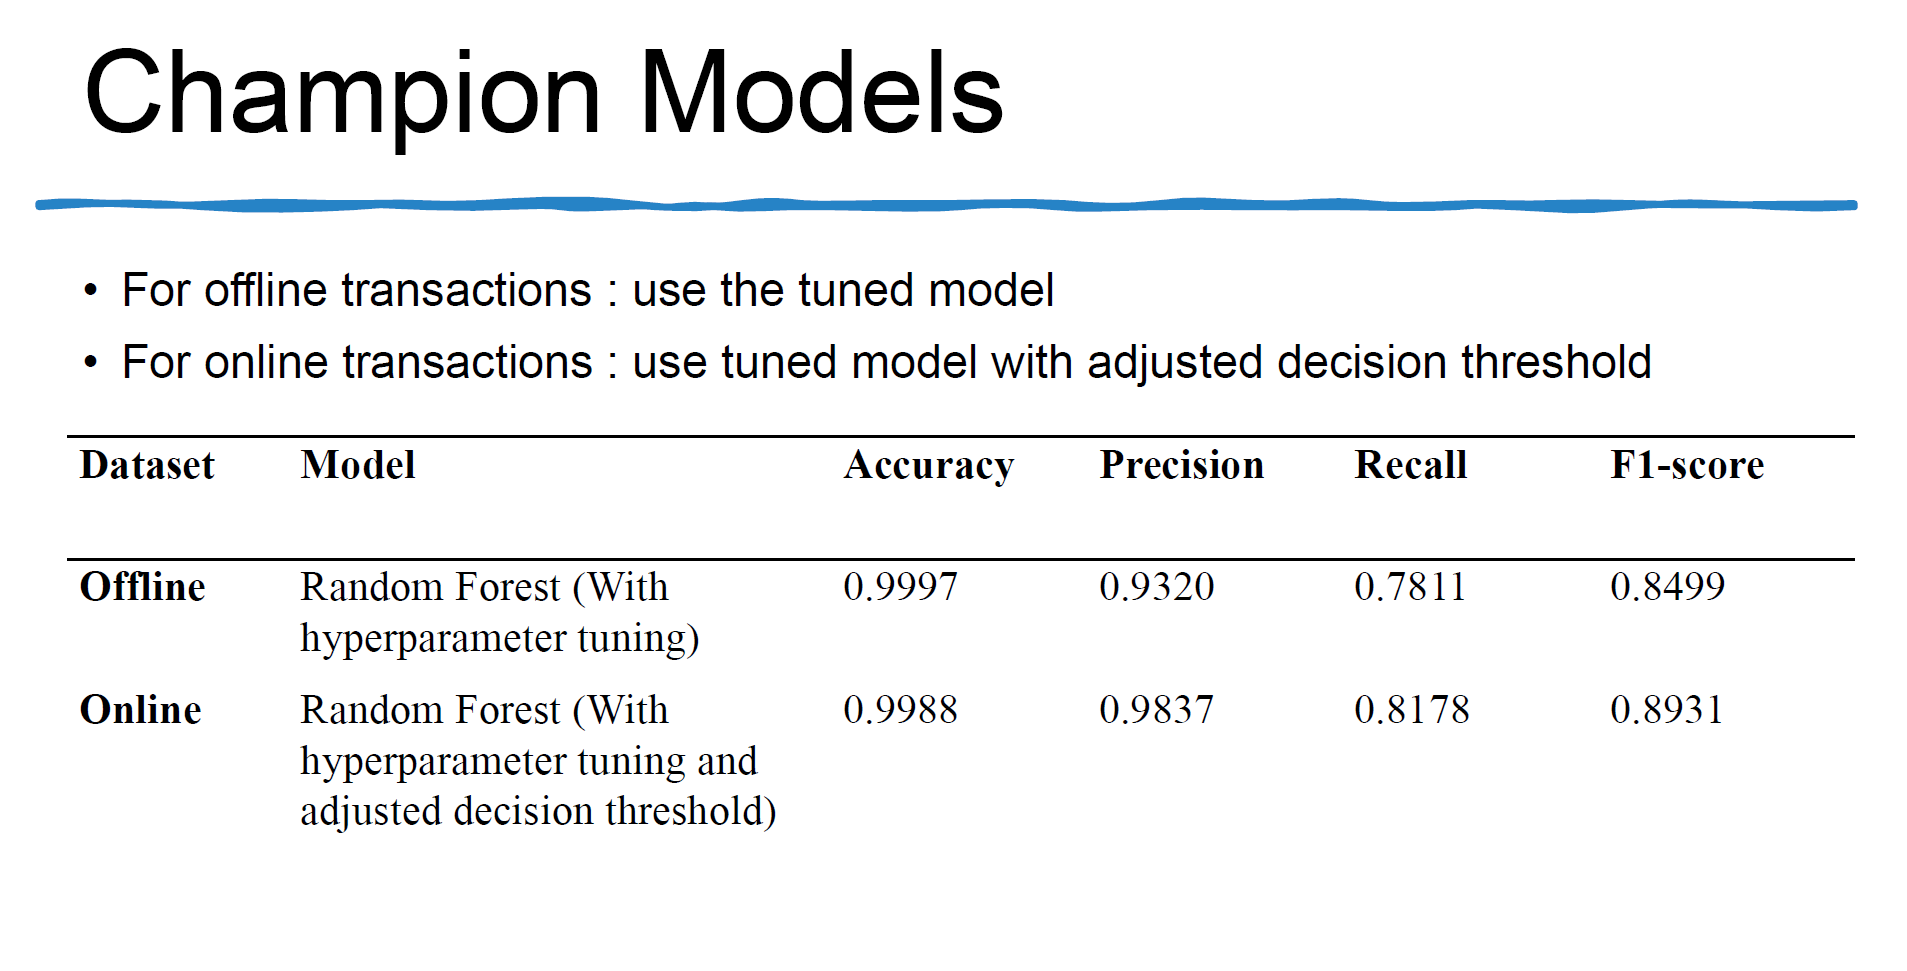 Champion Models
• For offline transactions : use the tuned model
• For online transactions : use tuned model with adjusted decision threshold
Dataset Model Accuracy Precision Recall F1-score
Offline Random Forest (With 0.9997 0.9320 0.7811 0.8499
hyperparameter tuning)
Online Random Forest (With 0.9988 0.9837 0.8178 0.8931
hyperparameter tuning and
adjusted decision threshold)